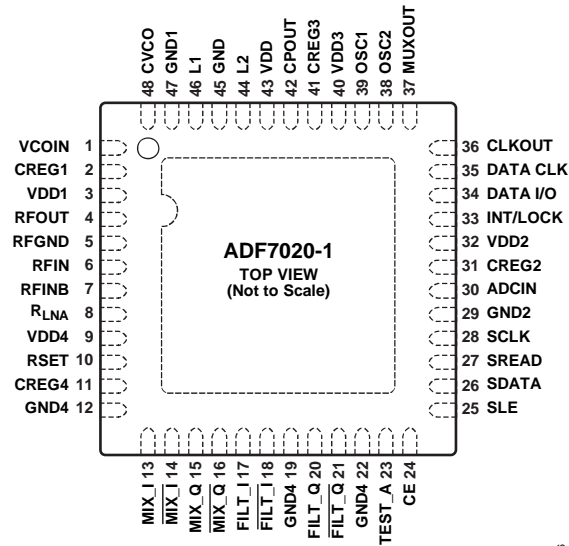 48 CVCO
47 GND1
46 L1
45 GND
44 L2
43 VDD
42 CPOUT
41 CREG3
40 VDD3
39 OSC1
38 OSC2
37 MUXOUT
VCOIN 1
CREG1 2
VDD1 3
RFOUT 4
RFGND 5
RFIN 6
RFINB 7
RLNA 8
VDD4 9
RSET 10
CREG4 11
GND4 12
ADF7020-1
TOP VIEW
(Not to Scale)
36 CLKOUT
35 DATA CLK
34 DATA I/O
33 INT/LOCK
32 VDD2
31 CREG2
30 ADCIN
29 GND2
28 SCLK
27 SREAD
26 SDATA
25 SLE
MIX_I 13
MIX_I 14
MIX_Q 15
MIX_Q 16
FILT_I 17
FILT_I 18
GND4 19
FILT_Q 20
FILT_Q 21
GND4 22
TEST_A 23
CE 24